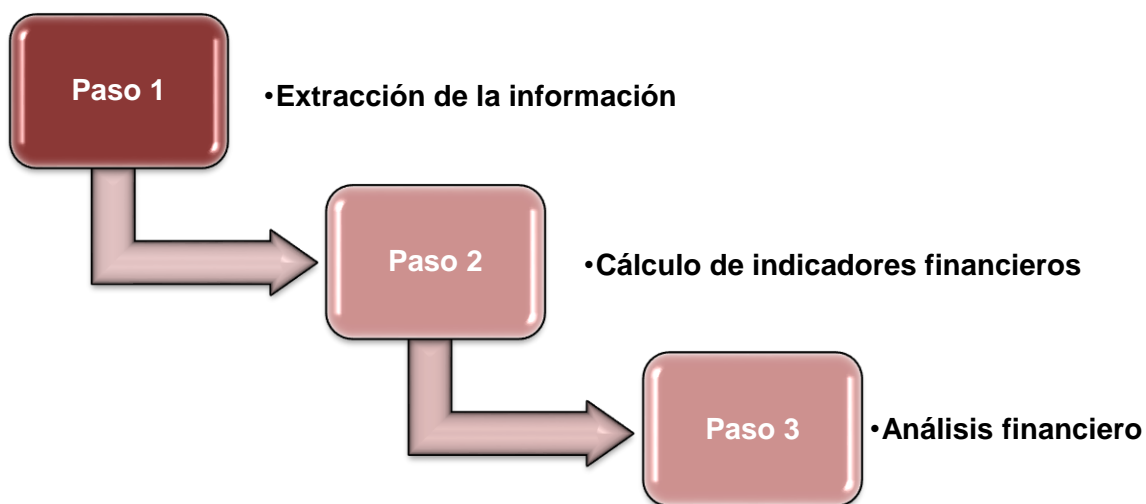 Paso 1
•Extracción de la información
Paso 2
•Cálculo de indicadores financieros
Paso 3
•Análisis financiero